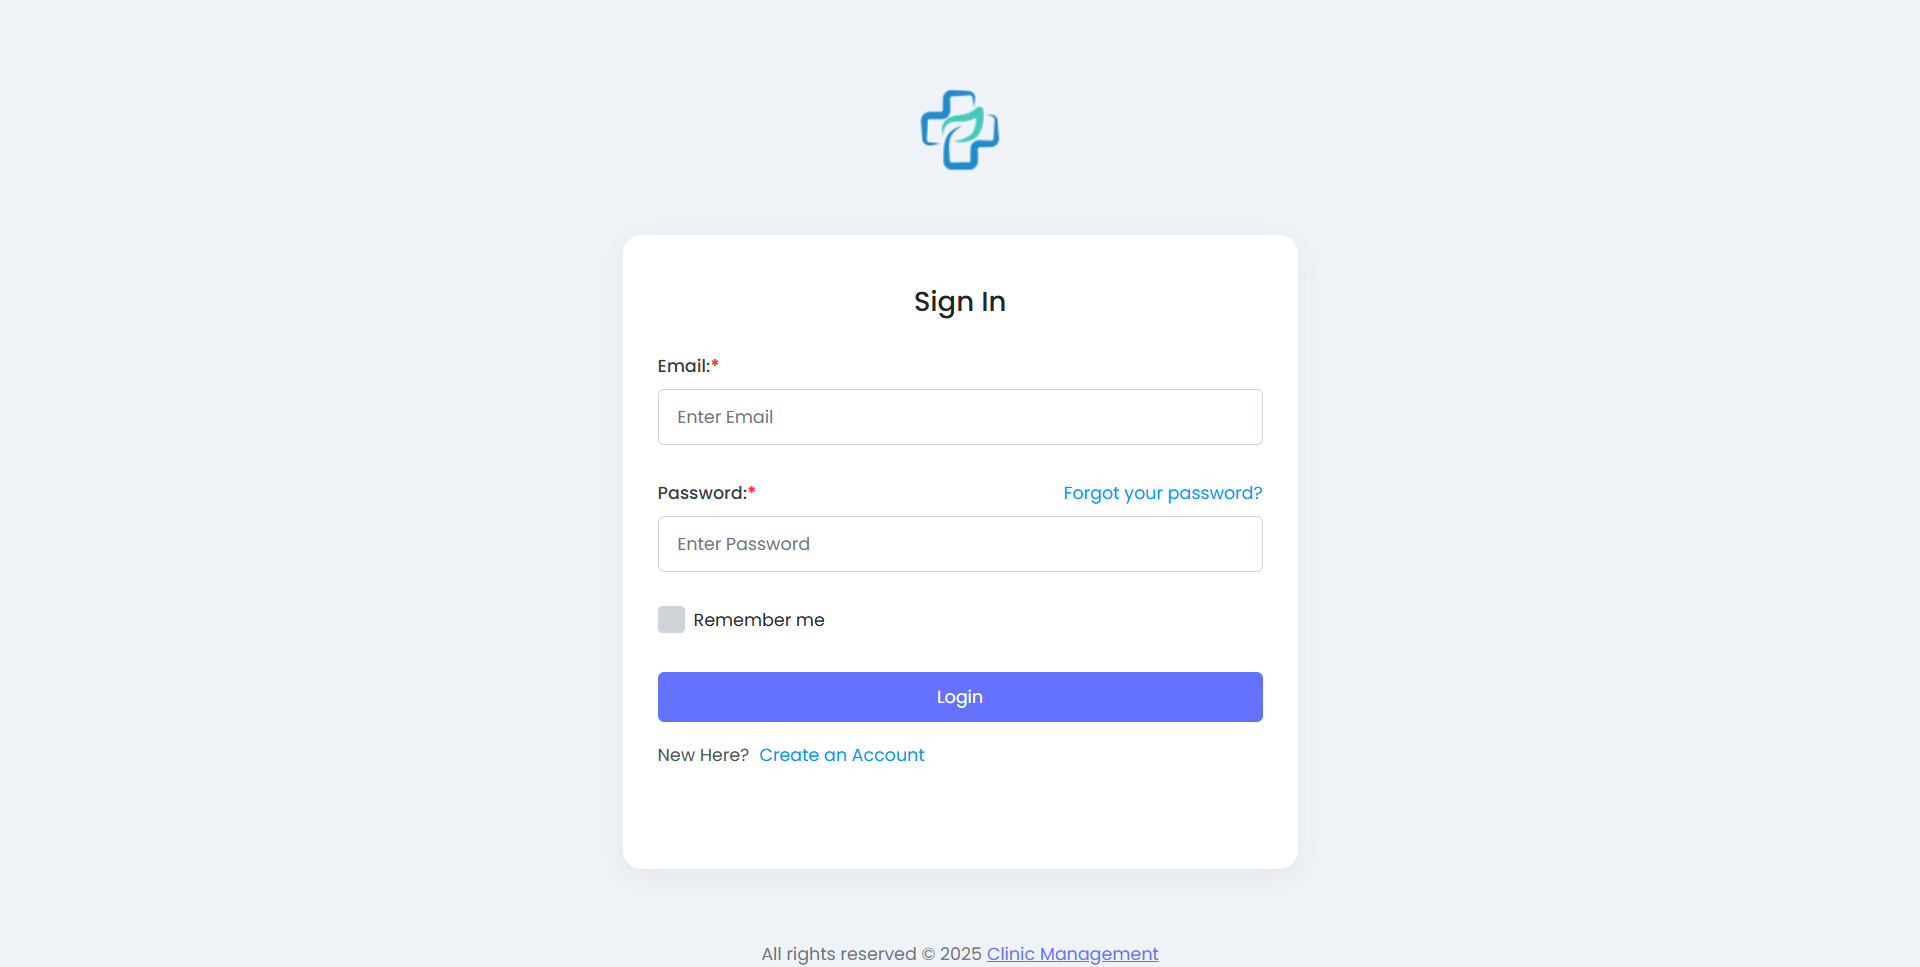 Sign In
Email:*
Enter Email
Password:* Forgot your password?
Enter Password
Remember me
Login
New Here? Create an Account
All rights reserved © 2025 Clinic Management